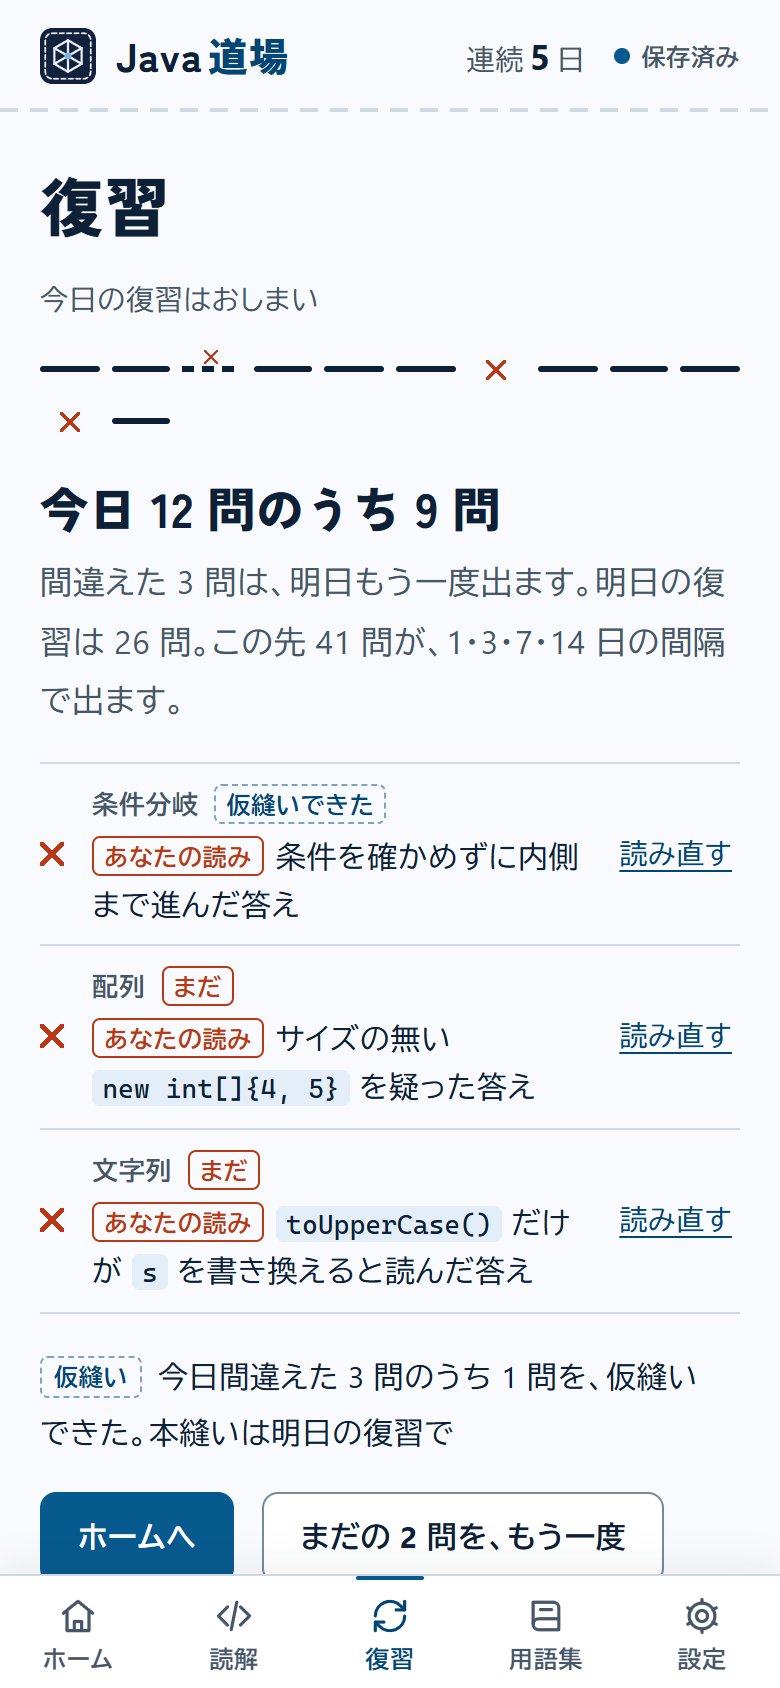 Java道場
連続 5 日
保存済み
復習
今日の復習はおしまい
今日 12 問のうち 9 問
間違えた 3 問は、明日もう一度出ます。明日の復
習は 26 問。この先 41 問が、1・3・7・14 日の間隔
で出ます。
条件分岐 仮縫いできた
あなたの読み 条件を確かめずに内側
まで進んだ答え
読み直す
配列 まだ
あなたの読み サイズの無い
new int[]{4, 5} を疑った答え
読み直す
文字列 まだ
あなたの読み toUpperCase() だけ
が s を書き換えると読んだ答え
読み直す
仮縫い 今日間違えた 3 問のうち 1 問を、仮縫い
できた。本縫いは明日の復習で
ホームへ
まだの 2 問を、もう一度
ホーム
読解
復習
用語集
設定